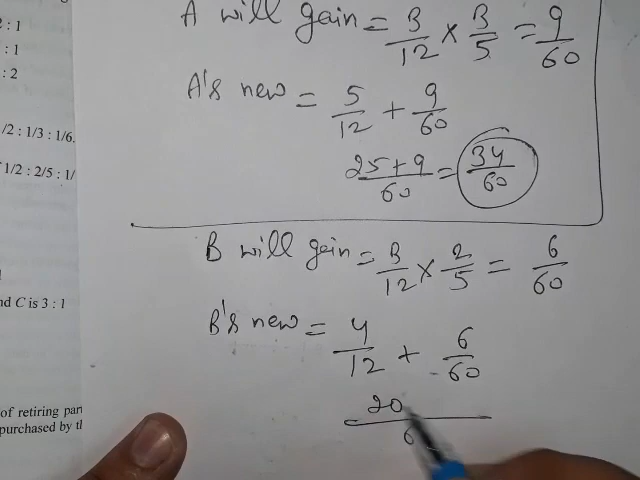 2 : 1
: 1
: 2
/2 : 1/3 : 1/6.
1/2 : 2/5 : 1/
nd C is 3 : 1
of retiring part
purchased by th
A will gain = 3/12 × 3/5 = 9/60
A's new = 5/12 + 9/60
25+9/60 = 34/60
B will gain = 3/12 × 2/5 = 6/60
B's new = 4/12 + 6/60
20/6